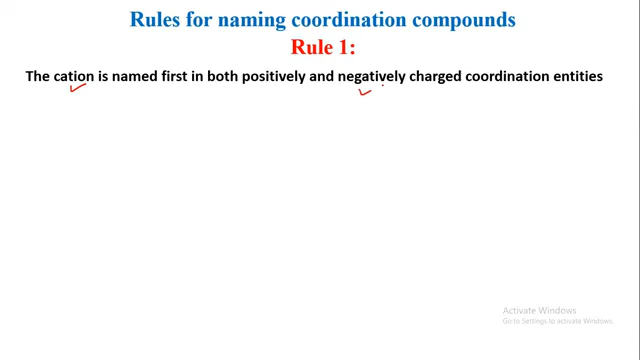 Rules for naming coordination compounds
Rule 1:
The cation is named first in both positively and negatively charged coordination entities
Activate Windows
Go to Settings to activate Windows.